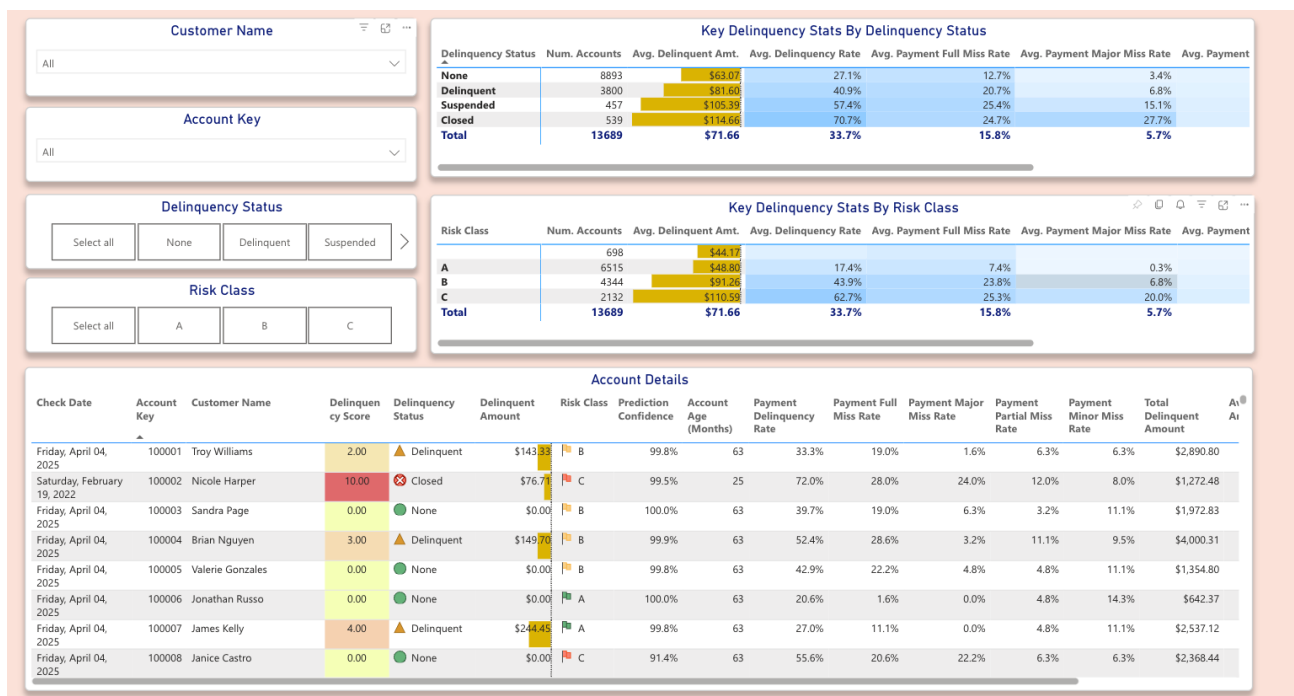 Customer Name
All
Account Key
All
Delinquency Status
Select all None Delinquent Suspended
Risk Class
Select all A B C
Key Delinquency Stats By Delinquency Status
Delinquency Status Num. Accounts Avg. Delinquent Amt. Avg. Delinquency Rate Avg. Payment Full Miss Rate Avg. Payment Major Miss Rate Avg. Payment
None 8893 $63.07 27.1% 12.7% 3.4%
Delinquent 3800 $81.60 40.9% 20.7% 6.8%
Suspended 457 $105.39 57.4% 25.4% 15.1%
Closed 539 $114.66 70.7% 24.7% 27.7%
Total 13689 $71.66 33.7% 15.8% 5.7%
Key Delinquency Stats By Risk Class
Risk Class Num. Accounts Avg. Delinquent Amt. Avg. Delinquency Rate Avg. Payment Full Miss Rate Avg. Payment Major Miss Rate Avg. Payment
698 $44.17
A 6515 $48.80 17.4% 7.4% 0.3%
B 4344 $91.26 43.9% 23.8% 6.8%
C 2132 $110.59 62.7% 25.3% 20.0%
Total 13689 $71.66 33.7% 15.8% 5.7%
Account Details
Check Date Account Customer Name Delinquen Delinquency Delinquent Risk Class Prediction Account Payment Payment Full Payment Major Payment Payment Total
Key cy Score Status Amount Confidence Age Delinquency Miss Rate Miss Rate Partial Miss Minor Miss Delinquent
(Months) Rate Rate Rate Amount
Friday, April 04, 100001 Troy Williams 2.00 Delinquent $143.33 B 99.8% 63 33.3% 19.0% 1.6% 6.3% 6.3% $2,890.80
2025
Saturday, February 100002 Nicole Harper 10.00 Closed $76.71 C 99.5% 25 72.0% 28.0% 24.0% 12.0% 8.0% $1,272.48
19, 2022
Friday, April 04, 100003 Sandra Page 0.00 None $0.00 B 100.0% 63 39.7% 19.0% 6.3% 3.2% 11.1% $1,972.83
2025
Friday, April 04, 100004 Brian Nguyen 3.00 Delinquent $149.70 B 99.9% 63 52.4% 28.6% 3.2% 11.1% 9.5% $4,000.31
2025
Friday, April 04, 100005 Valerie Gonzales 0.00 None $0.00 B 99.8% 63 42.9% 22.2% 4.8% 4.8% 11.1% $1,354.80
2025
Friday, April 04, 100006 Jonathan Russo 0.00 None $0.00 A 100.0% 63 20.6% 1.6% 0.0% 4.8% 14.3% $642.37
2025
Friday, April 04, 100007 James Kelly 4.00 Delinquent $244.45 A 99.8% 63 27.0% 11.1% 0.0% 4.8% 11.1% $2,537.12
2025
Friday, April 04, 100008 Janice Castro 0.00 None $0.00 C 91.4% 63 55.6% 20.6% 22.2% 6.3% 6.3% $2,368.44
2025